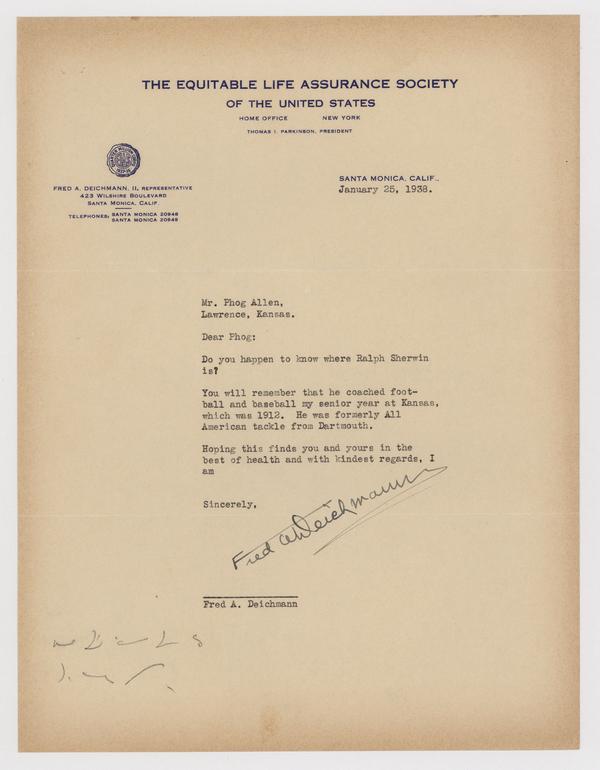 THE EQUITABLE LIFE ASSURANCE SOCIETY
OF THE UNITED STATES
HOME OFFICE NEW YORK
THOMAS I. PARKINSON, PRESIDENT
FRED A. DEICHMANN, II, REPRESENTATIVE
423 WILSHIRE BOULEVARD
SANTA MONICA, CALIF.
TELEPHONES: SANTA MONICA 20948
SANTA MONICA 20949
SANTA MONICA, CALIF.,
January 25, 1938.
Mr. Phog Allen,
Lawrence, Kansas.
Dear Phog:
Do you happen to know where Ralph Sherwin
is?
You will remember that he coached foot-
ball and baseball my senior year at Kansas,
which was 1912. He was formerly All
American tackle from Dartmouth.
Hoping this finds you and yours in the
best of health and with kindest regards, I
am
Sincerely,
Fred A Deichmann
Fred A. Deichmann